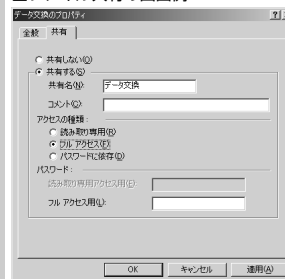 データ交換のプロパティ
全般 共有
共有しない(O)
共有する(S)
共有名(N): データ交換
コメント(C):
アクセスの種類:
読み取り専用(R)
フル アクセス(F)
パスワードに依存(D)
パスワード:
読み取り専用アクセス用(E)
フル アクセス用(L):
OK キャンセル 適用(A)